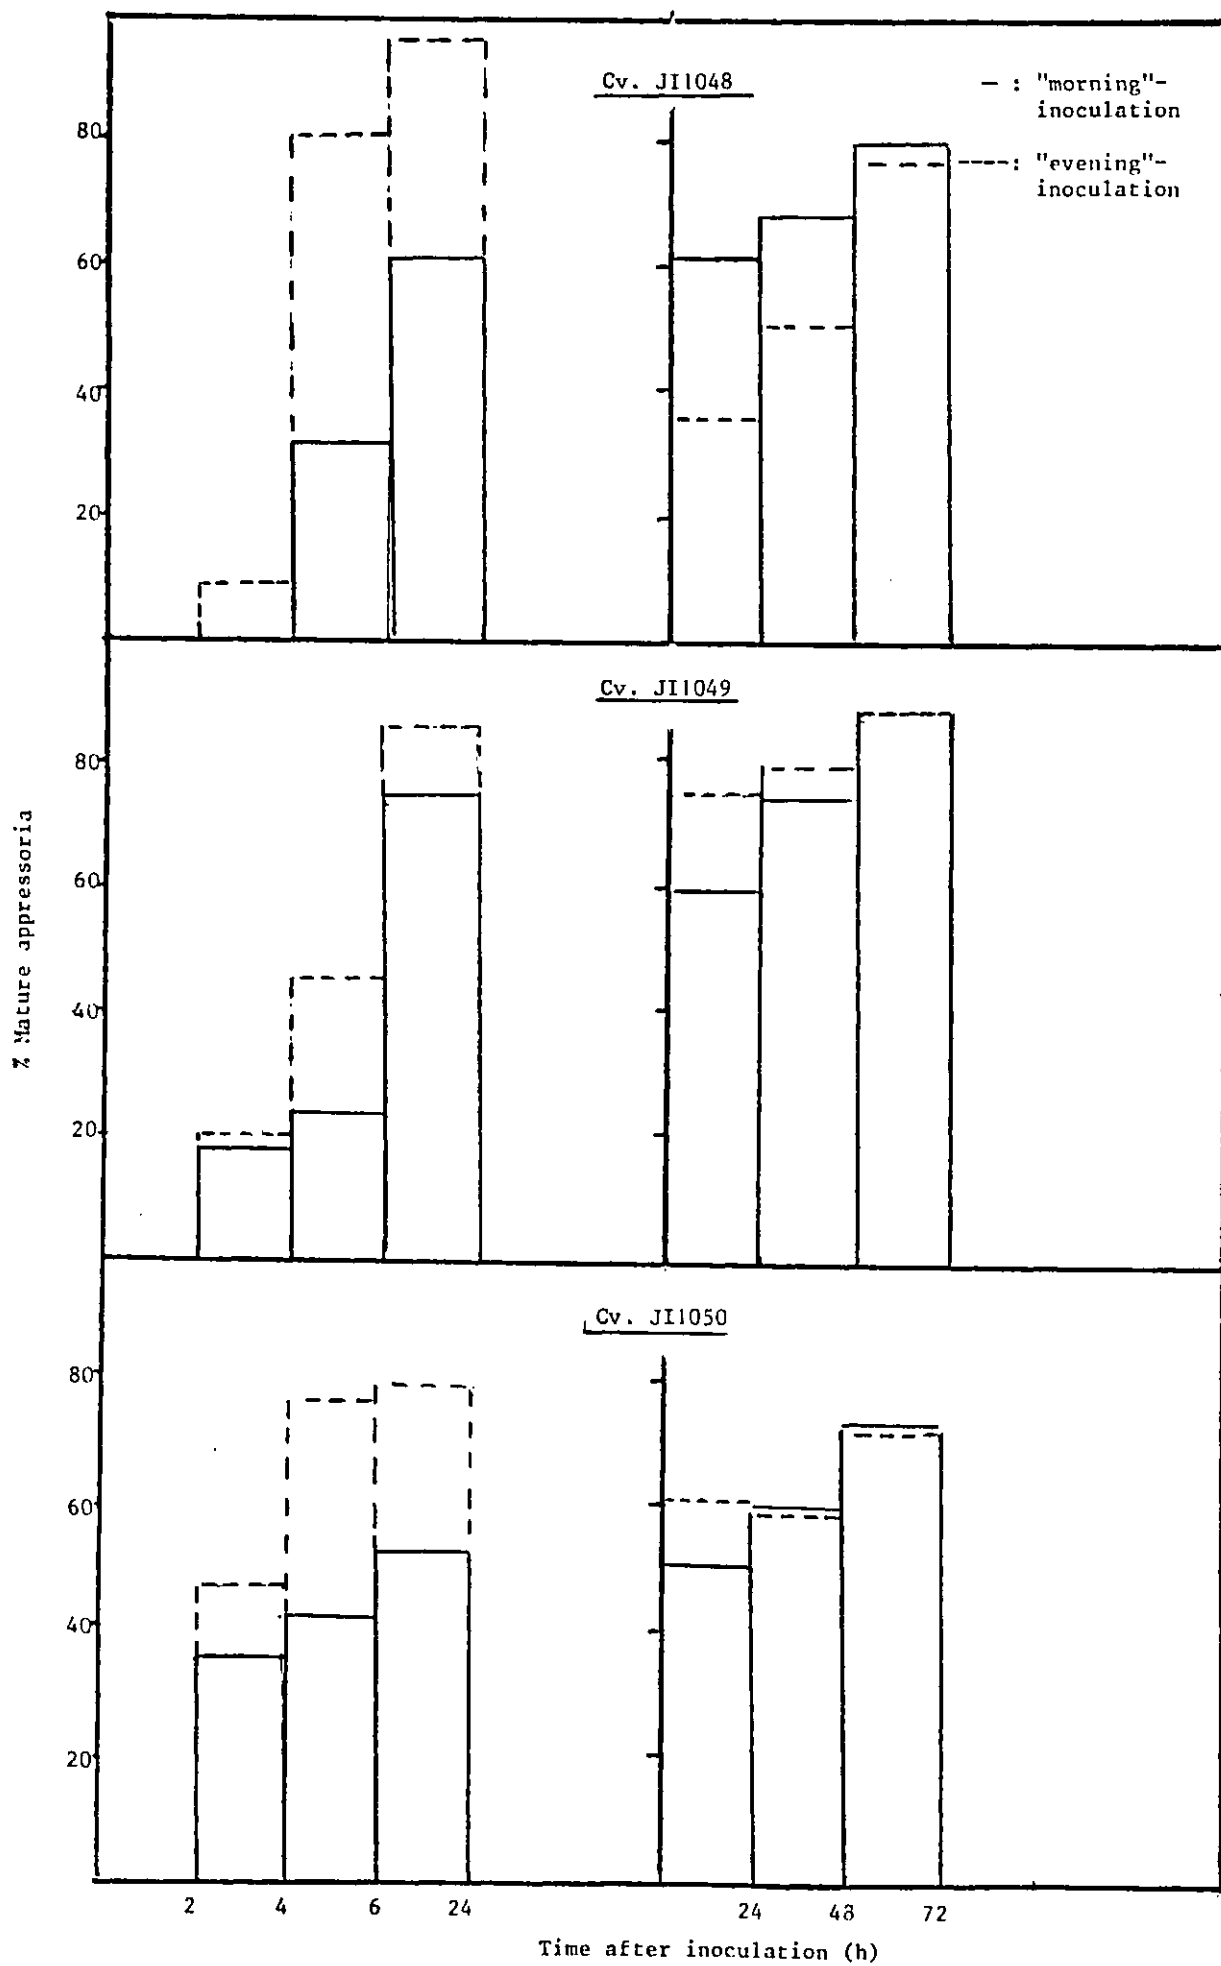 Cv. JI1048
— : "morning"-
inoculation
----: "evening"-
inoculation
80
60
40
20
Cv. JI1049
80
60
40
20
% Mature appressoria
Cv. JI1050
80
60
40
20
2 4 6 24 24 48 72
Time after inoculation (h)